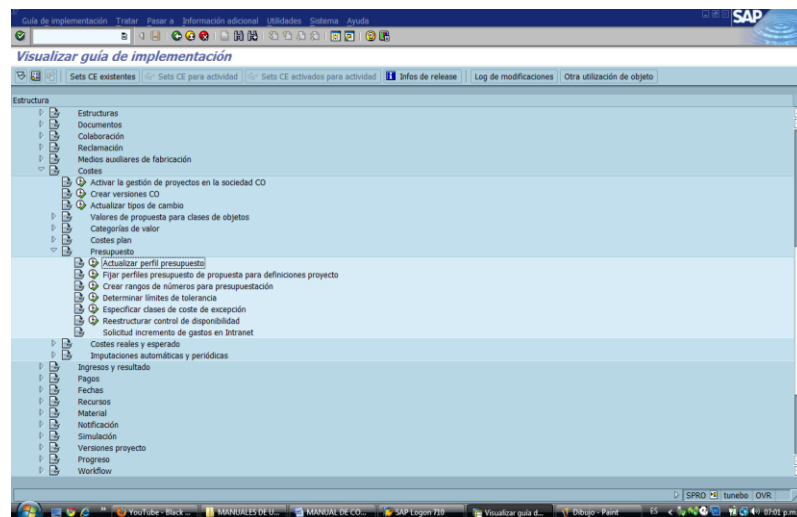 Guía de implementación Tratar Pasar a Información adicional Utilidades Sistema Ayuda
SAP
Visualizar guía de implementación
Sets CE existentes Sets CE para actividad Sets CE activados para actividad Infos de release Log de modificaciones Otra utilización de objeto
Estructura
Estructuras
Documentos
Colaboración
Reclamación
Medios auxiliares de fabricación
Costes
Activar la gestión de proyectos en la sociedad CO
Crear versiones CO
Actualizar tipos de cambio
Valores de propuesta para clases de objetos
Categorías de valor
Costes plan
Presupuesto
Actualizar perfil presupuesto
Fijar perfiles presupuesto de propuesta para definiciones proyecto
Crear rangos de números para presupuestación
Determinar límites de tolerancia
Especificar clases de coste de excepción
Reestructurar control de disponibilidad
Solicitud incremento de gastos en Intranet
Costes reales y esperado
Imputaciones automáticas y periódicas
Ingresos y resultado
Pagos
Fechas
Recursos
Material
Notificación
Simulación
Versiones proyecto
Progreso
Workflow
SPRO tunebo OVR
YouTube - Black ... MANUALES DE U... MANUAL DE CO... SAP Logon 710 Visualizar guía d... Dibujo - Paint ES 07:01 p.m.